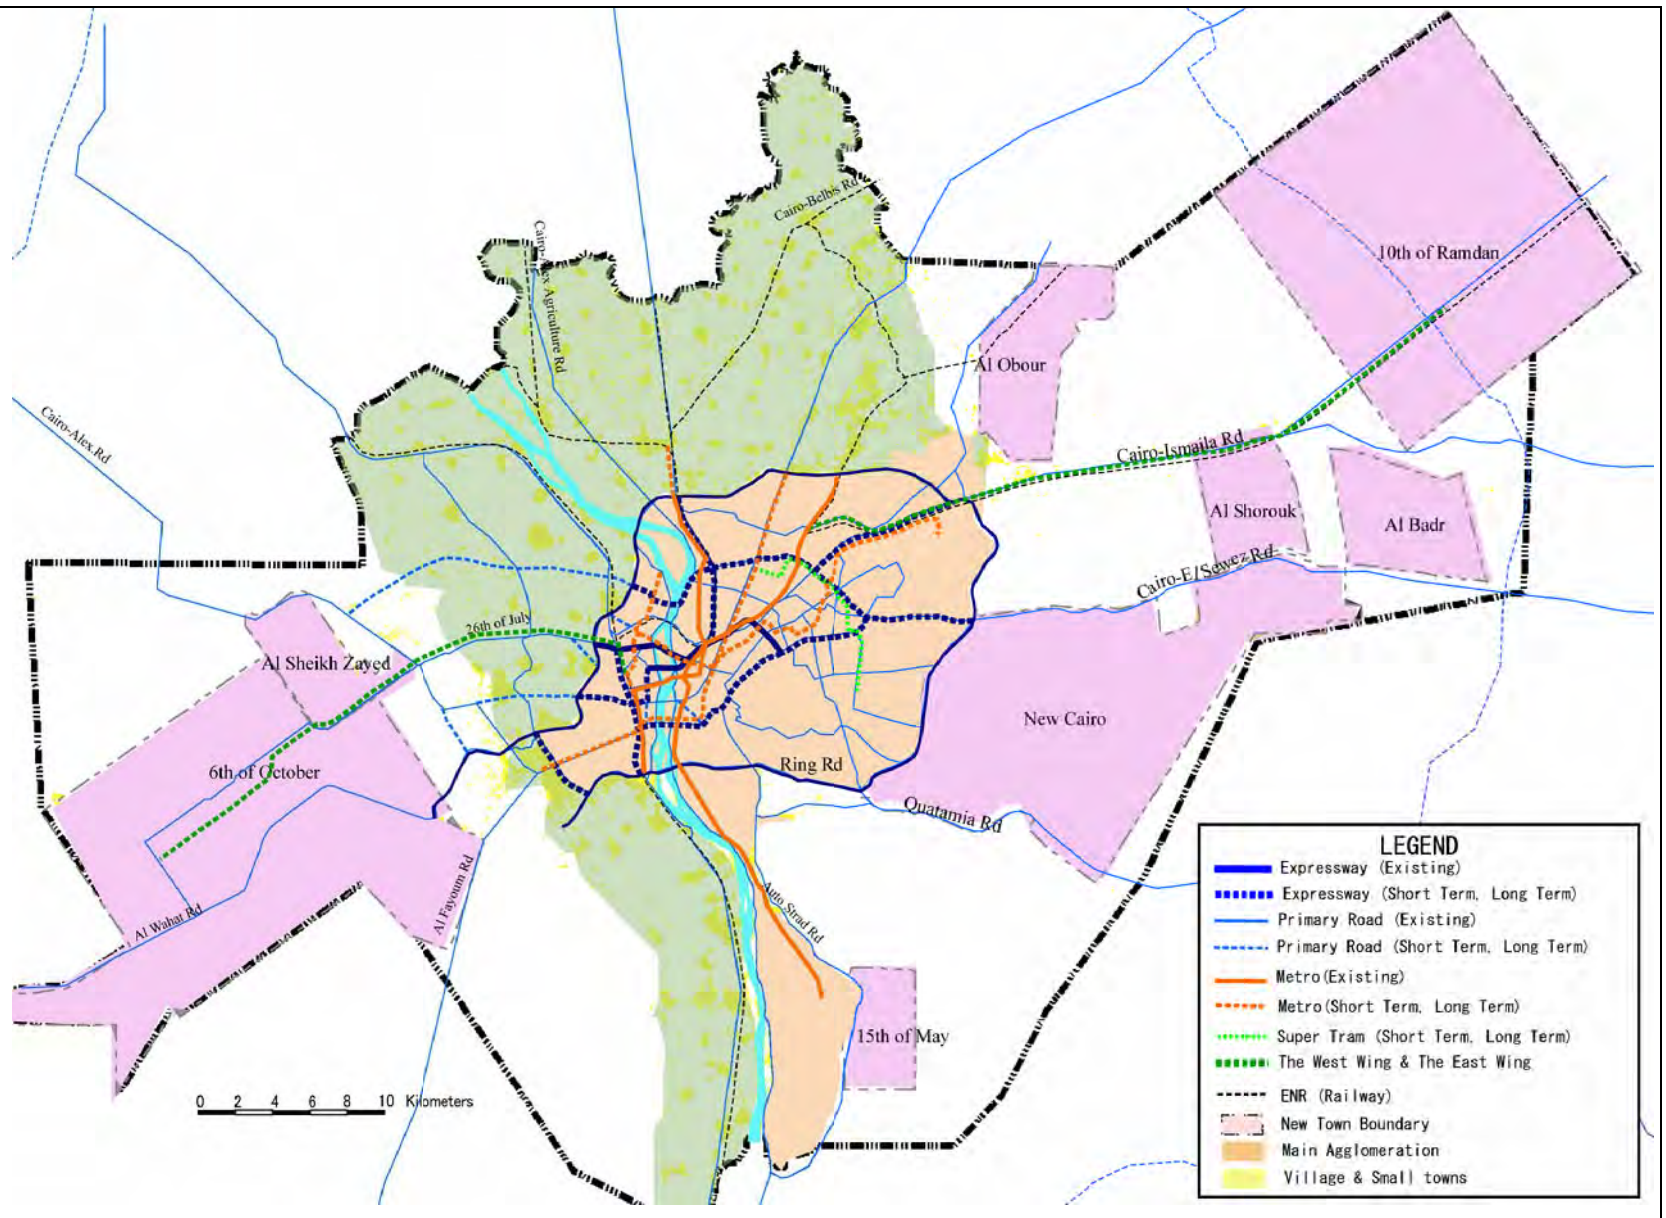 Cairo-Belbis Rd
Cairo-Alex Agriculture Rd
10th of Ramdan
Al Obour
Cairo-Alex.Rd
Cairo-Ismaila Rd
Al Shorouk
Al Badr
Cairo-E/Sewez Rd
26th of July
Al Sheikh Zayed
New Cairo
6th of October
Ring Rd
Quatamia Rd
Al Fayoum Rd
Al Wahat Rd
Auto Strad Rd
15th of May
0 2 4 6 8 10 Kilometers
LEGEND
Expressway (Existing)
Expressway (Short Term, Long Term)
Primary Road (Existing)
Primary Road (Short Term, Long Term)
Metro(Existing)
Metro(Short Term, Long Term)
Super Tram (Short Term, Long Term)
The West Wing & The East Wing
ENR (Railway)
New Town Boundary
Main Agglomeration
Village & Small towns